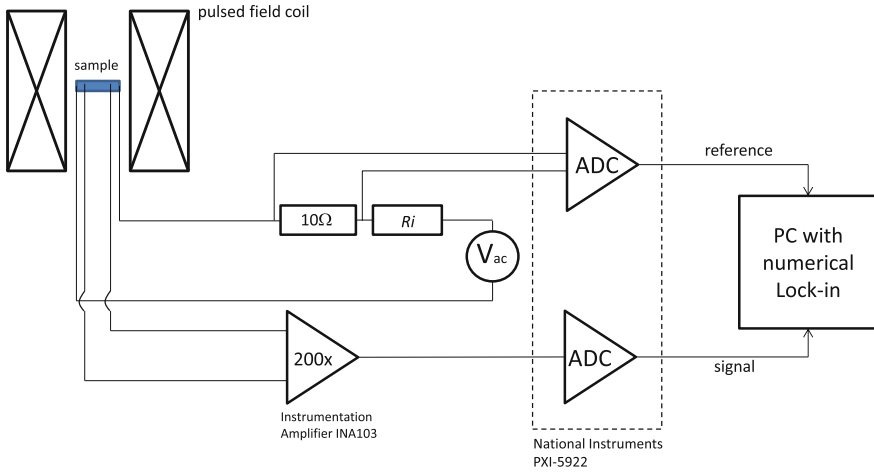 pulsed field coil
sample
ADC
reference
10Ω
Ri
Vac
PC with
numerical
Lock-in
200x
ADC
signal
Instrumentation
Amplifier INA103
National Instruments
PXI-5922